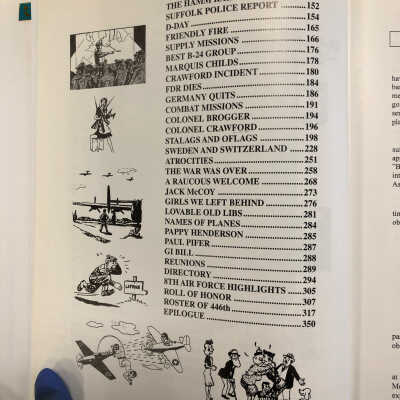 THE HAMM
SUFFOLK POLICE REPORT ........ 152
D-DAY ........ 154
FRIENDLY FIRE ........ 165
SUPPLY MISSIONS ........ 166
BEST B-24 GROUP ........ 176
MARQUIS CHILDS ........ 178
CRAWFORD INCIDENT ........ 180
FDR DIES ........ 184
GERMANY QUITS ........ 186
COMBAT MISSIONS ........ 191
COLONEL BROGGER ........ 194
COLONEL CRAWFORD ........ 196
STALAGS AND OFLAGS ........ 198
SWEDEN AND SWITZERLAND ........ 228
ATROCITIES ........ 251
THE WAR WAS OVER ........ 258
A RAUCOUS WELCOME ........ 268
JACK McCOY ........ 273
GIRLS WE LEFT BEHIND ........ 276
LOVABLE OLD LIBS ........ 281
NAMES OF PLANES ........ 284
PAPPY HENDERSON ........ 285
PAUL PIFER ........ 287
GI BILL ........ 288
REUNIONS ........ 289
DIRECTORY ........ 294
8TH AIR FORCE HIGHLIGHTS ........ 305
ROLL OF HONOR ........ 307
ROSTER OF 446th ........ 317
EPILOGUE ........ 350